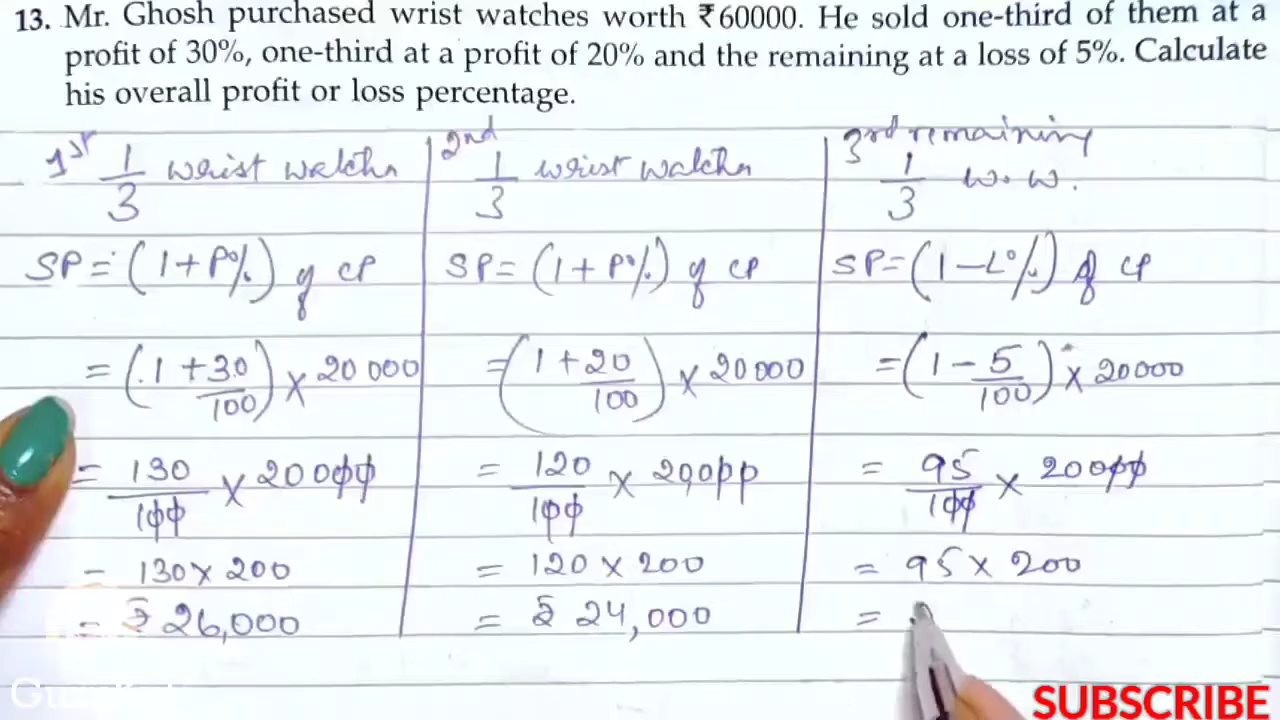 13. Mr. Ghosh purchased wrist watches worth ₹60000. He sold one-third of them at a
profit of 30%, one-third at a profit of 20% and the remaining at a loss of 5%. Calculate
his overall profit or loss percentage.
1st 1/3 wrist watches
SP = (1 + P%) of CP
= (1 + 30/100) × 20000
= 130/100 × 20000
= 130 × 200
= ₹ 26,000
2nd 1/3 wrist watches
SP = (1 + P%) of CP
= (1 + 20/100) × 20000
= 120/100 × 20000
= 120 × 200
= ₹ 24,000
3rd remaining
1/3 w.w.
SP = (1 - L%) of CP
= (1 - 5/100) × 20000
= 95/100 × 20000
= 95 × 200
=
SUBSCRIBE